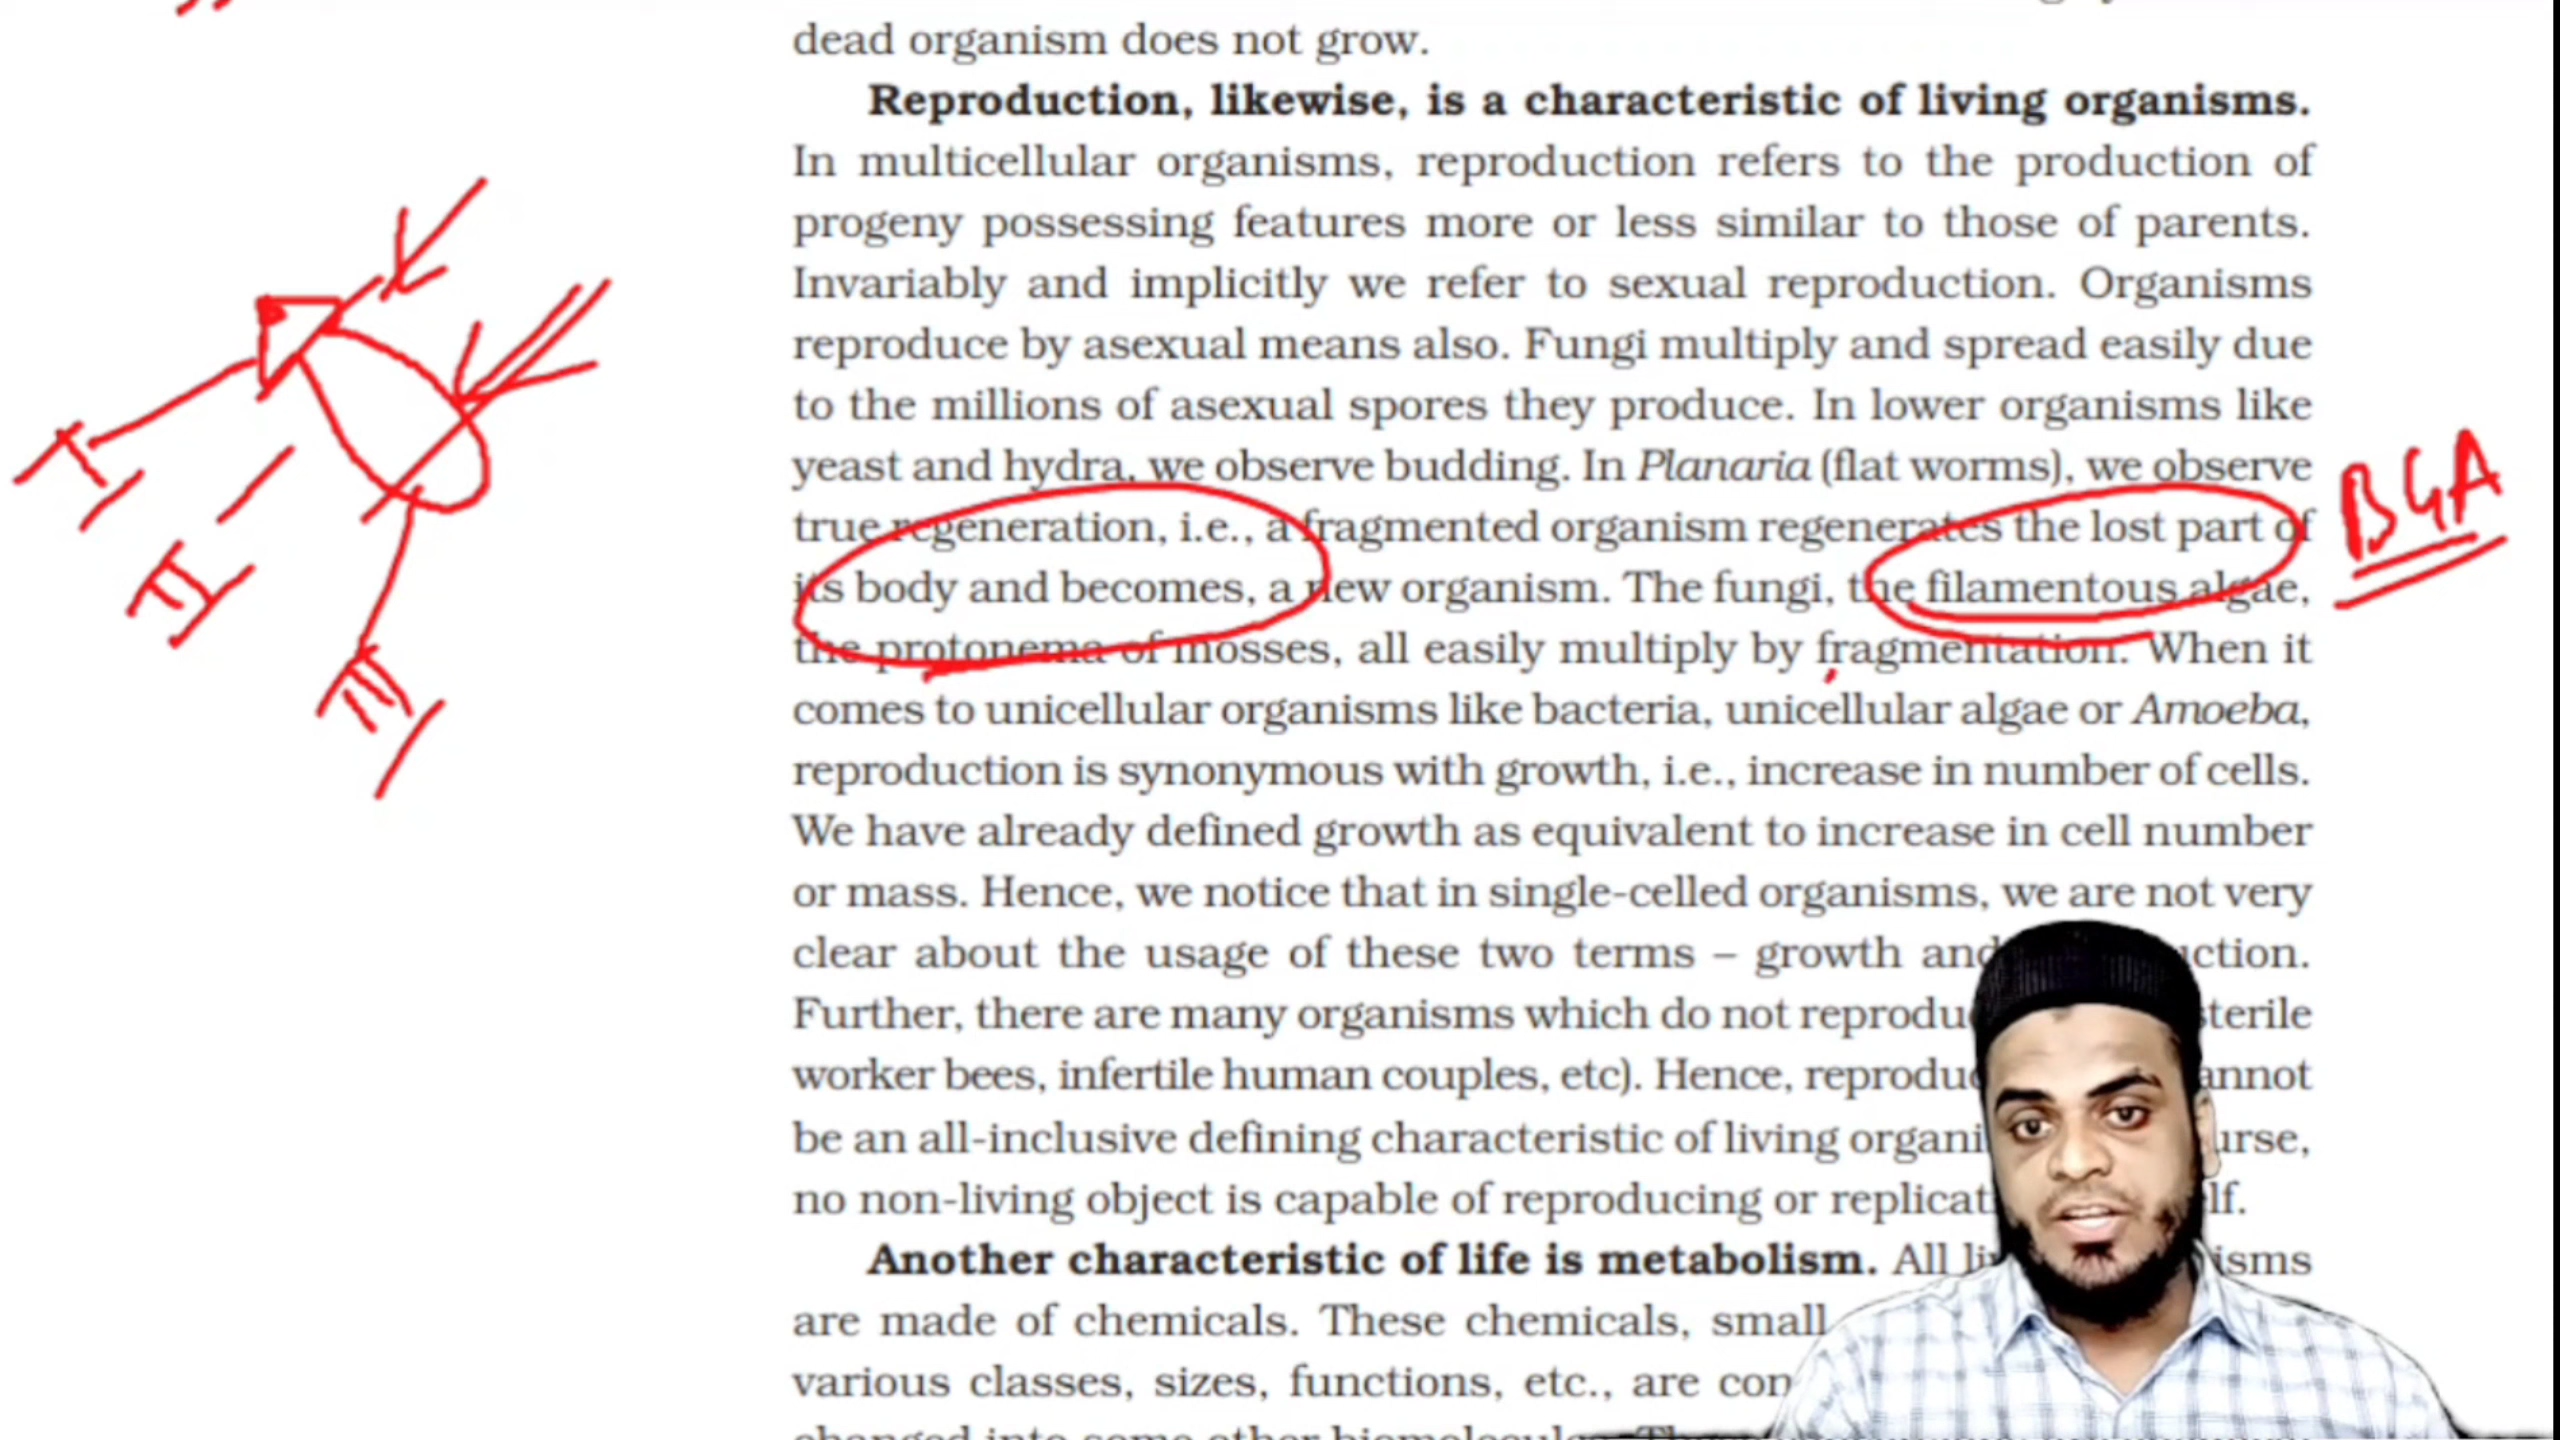 dead organism does not grow.
Reproduction, likewise, is a characteristic of living organisms.
In multicellular organisms, reproduction refers to the production of
progeny possessing features more or less similar to those of parents.
Invariably and implicitly we refer to sexual reproduction. Organisms
reproduce by asexual means also. Fungi multiply and spread easily due
to the millions of asexual spores they produce. In lower organisms like
yeast and hydra, we observe budding. In Planaria (flat worms), we observe
true regeneration, i.e., a fragmented organism regenerates the lost part of
its body and becomes, a new organism. The fungi, the filamentous algae,
the protonema of mosses, all easily multiply by fragmentation. When it
comes to unicellular organisms like bacteria, unicellular algae or Amoeba,
reproduction is synonymous with growth, i.e., increase in number of cells.
We have already defined growth as equivalent to increase in cell number
or mass. Hence, we notice that in single-celled organisms, we are not very
clear about the usage of these two terms – growth and uction.
Further, there are many organisms which do not reprodu sterile
worker bees, infertile human couples, etc). Hence, reproduc annot
be an all-inclusive defining characteristic of living organi urse,
no non-living object is capable of reproducing or replicat lf.
Another characteristic of life is metabolism. All li isms
are made of chemicals. These chemicals, small
various classes, sizes, functions, etc., are con
BGA
I
II
III